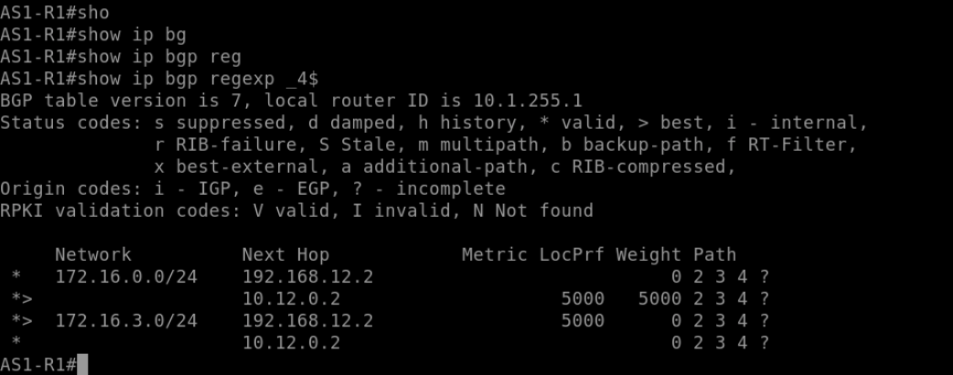 AS1-R1#sho
AS1-R1#show ip bg
AS1-R1#show ip bgp reg
AS1-R1#show ip bgp regexp _4$
BGP table version is 7, local router ID is 10.1.255.1
Status codes: s suppressed, d damped, h history, * valid, > best, i - internal,
              r RIB-failure, S Stale, m multipath, b backup-path, f RT-Filter,
              x best-external, a additional-path, c RIB-compressed,
Origin codes: i - IGP, e - EGP, ? - incomplete
RPKI validation codes: V valid, I invalid, N Not found

     Network          Next Hop            Metric LocPrf Weight Path
 *   172.16.0.0/24    192.168.12.2                           0 2 3 4 ?
 *>                   10.12.0.2                    5000   5000 2 3 4 ?
 *>  172.16.3.0/24    192.168.12.2                 5000      0 2 3 4 ?
 *                    10.12.0.2                              0 2 3 4 ?
AS1-R1#